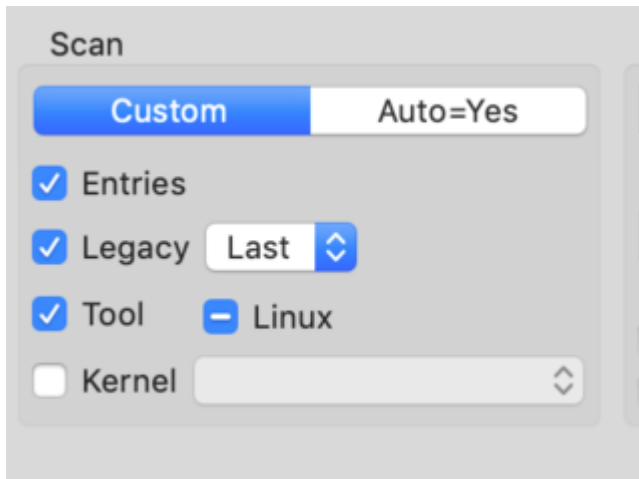 Scan
Custom Auto=Yes
Entries
Legacy Last
Tool Linux
Kernel